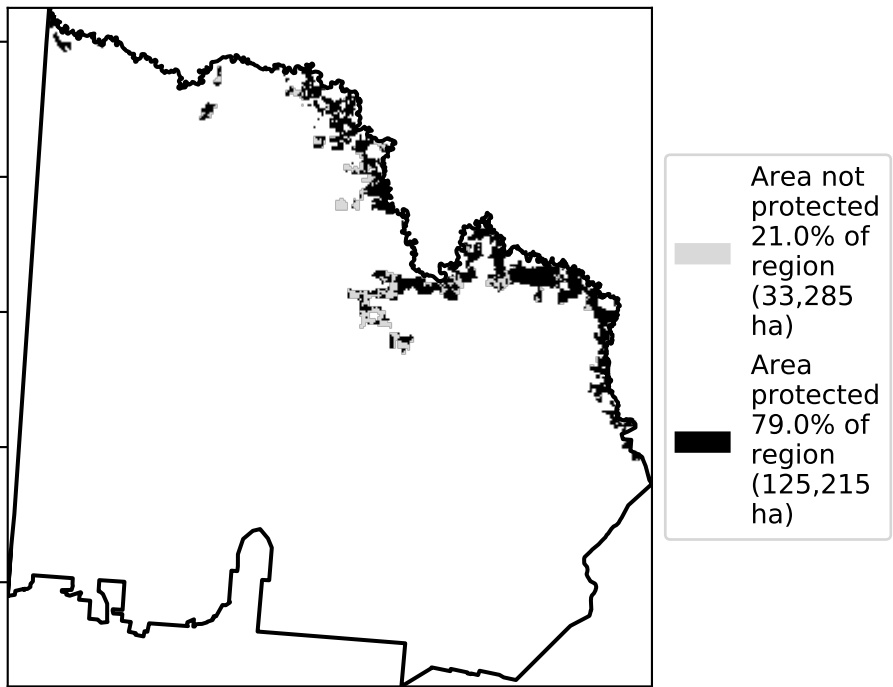 Area not
protected
21.0% of
region
(33,285
ha)
Area
protected
79.0% of
region
(125,215
ha)